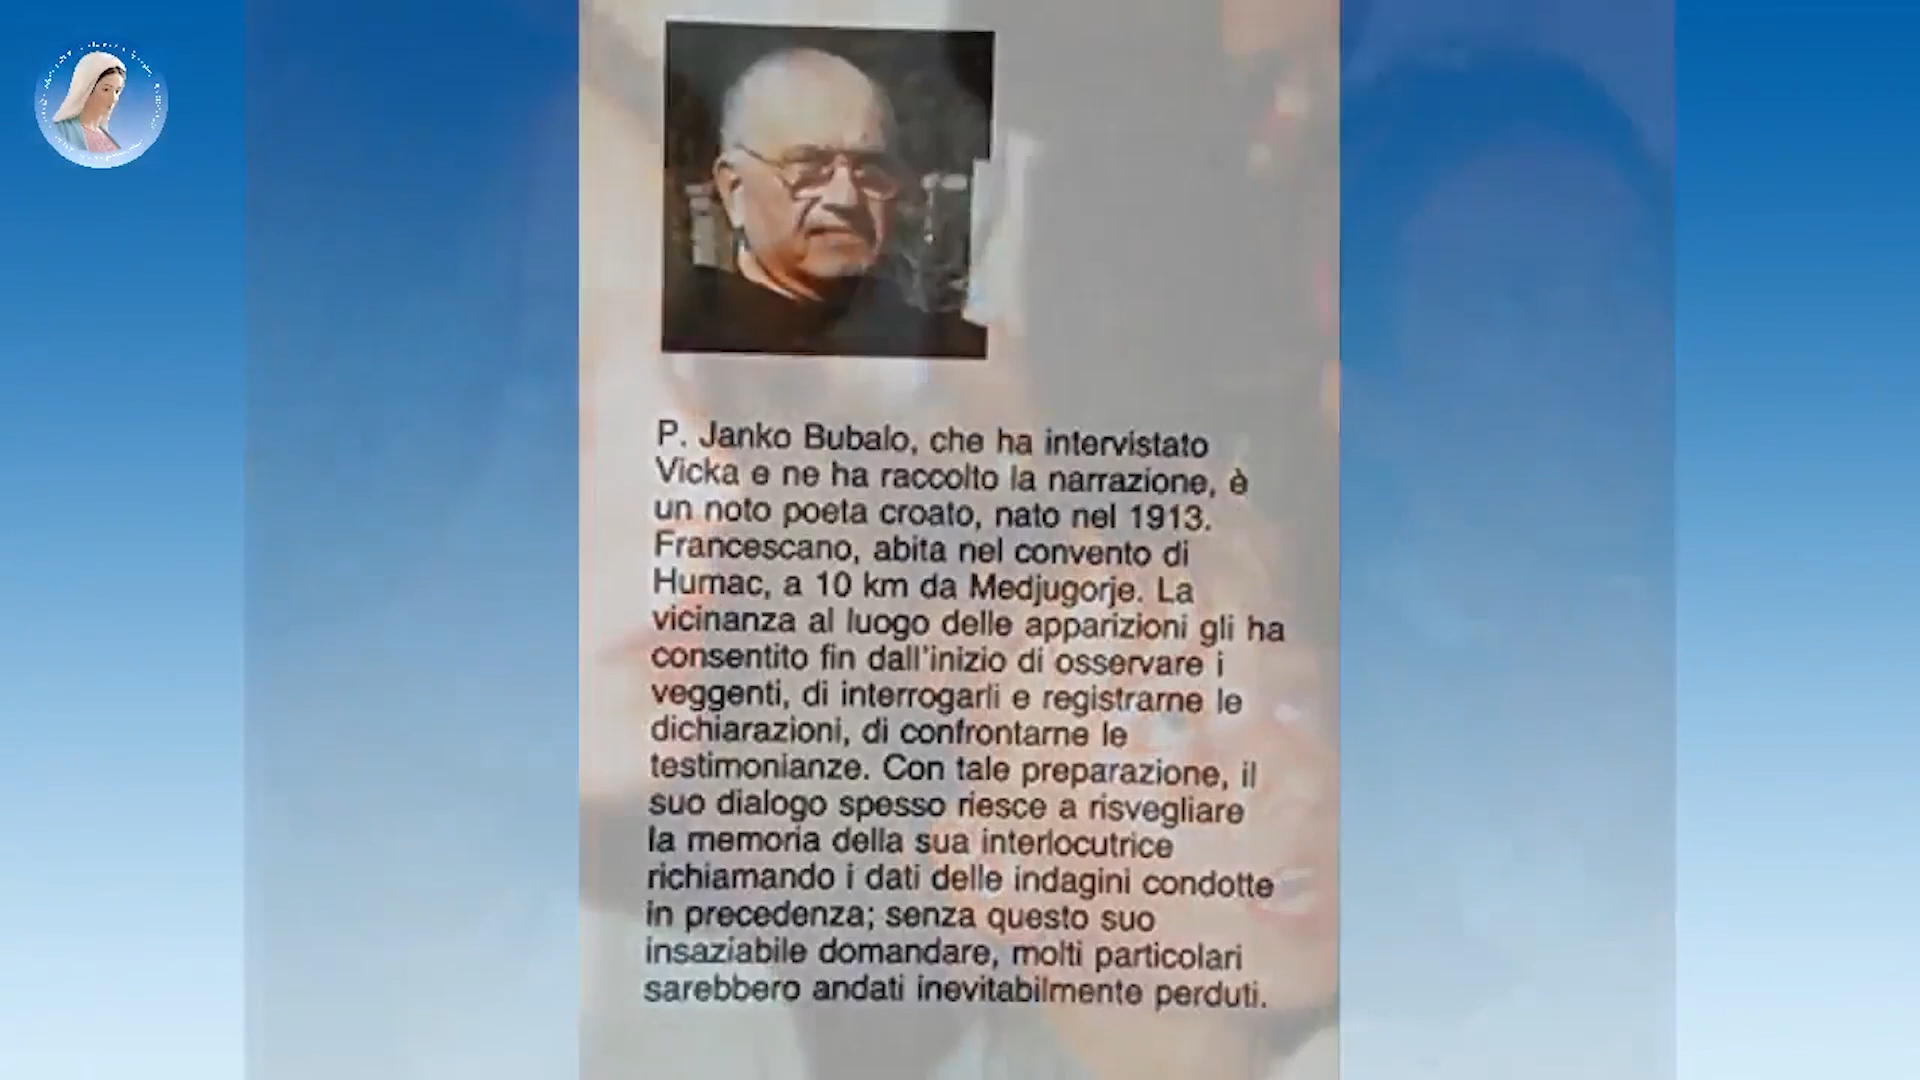 P. Janko Bubalo, che ha intervistato
Vicka e ne ha raccolto la narrazione, è
un noto poeta croato, nato nel 1913.
Francescano, abita nel convento di
Humac, a 10 km da Medjugorje. La
vicinanza al luogo delle apparizioni gli ha
consentito fin dall'inizio di osservare i
veggenti, di interrogarli e registrarne le
dichiarazioni, di confrontarne le
testimonianze. Con tale preparazione, il
suo dialogo spesso riesce a risvegliare
la memoria della sua interlocutrice
richiamando i dati delle indagini condotte
in precedenza; senza questo suo
insaziabile domandare, molti particolari
sarebbero andati inevitabilmente perduti.